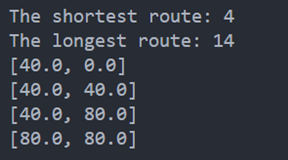 The shortest route: 4
The longest route: 14
[40.0, 0.0]
[40.0, 40.0]
[40.0, 80.0]
[80.0, 80.0]